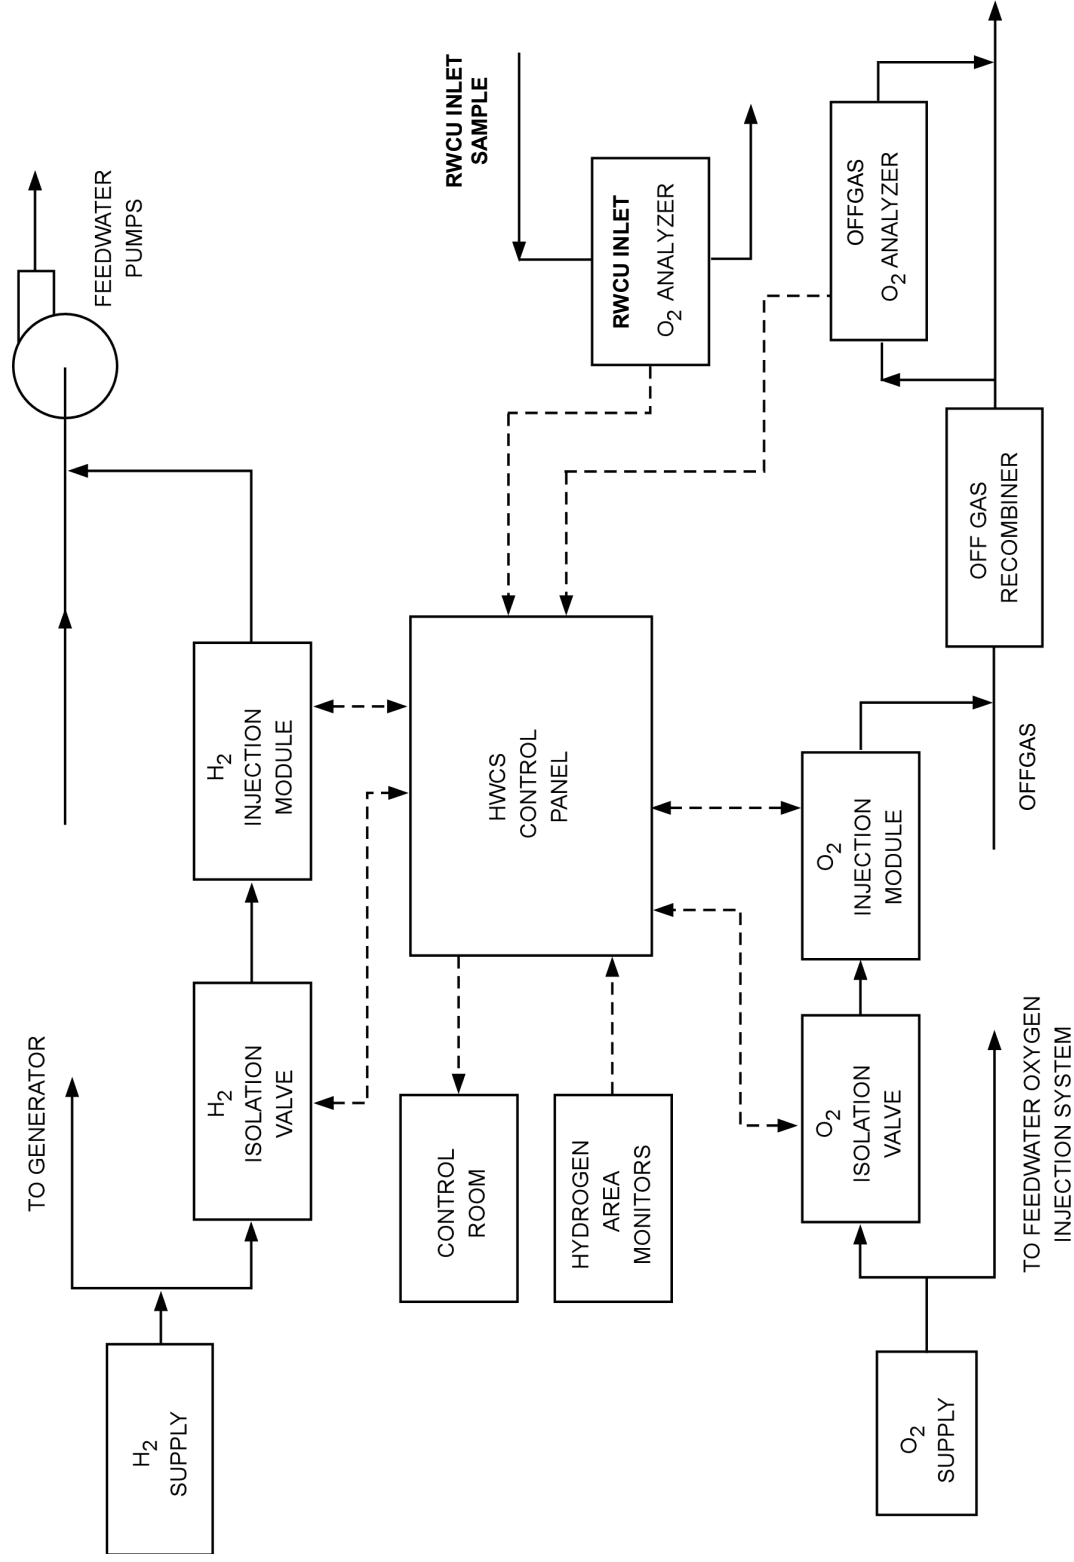 H2
SUPPLY
TO GENERATOR
H2
ISOLATION
VALVE
H2
INJECTION
MODULE
FEEDWATER
PUMPS
CONTROL
ROOM
HYDROGEN
AREA
MONITORS
HWCS
CONTROL
PANEL
RWCU INLET
SAMPLE
RWCU INLET
O2 ANALYZER
O2
SUPPLY
TO FEEDWATER OXYGEN
INJECTION SYSTEM
O2
ISOLATION
VALVE
O2
INJECTION
MODULE
OFFGAS
OFF GAS
RECOMBINER
OFFGAS
O2 ANALYZER